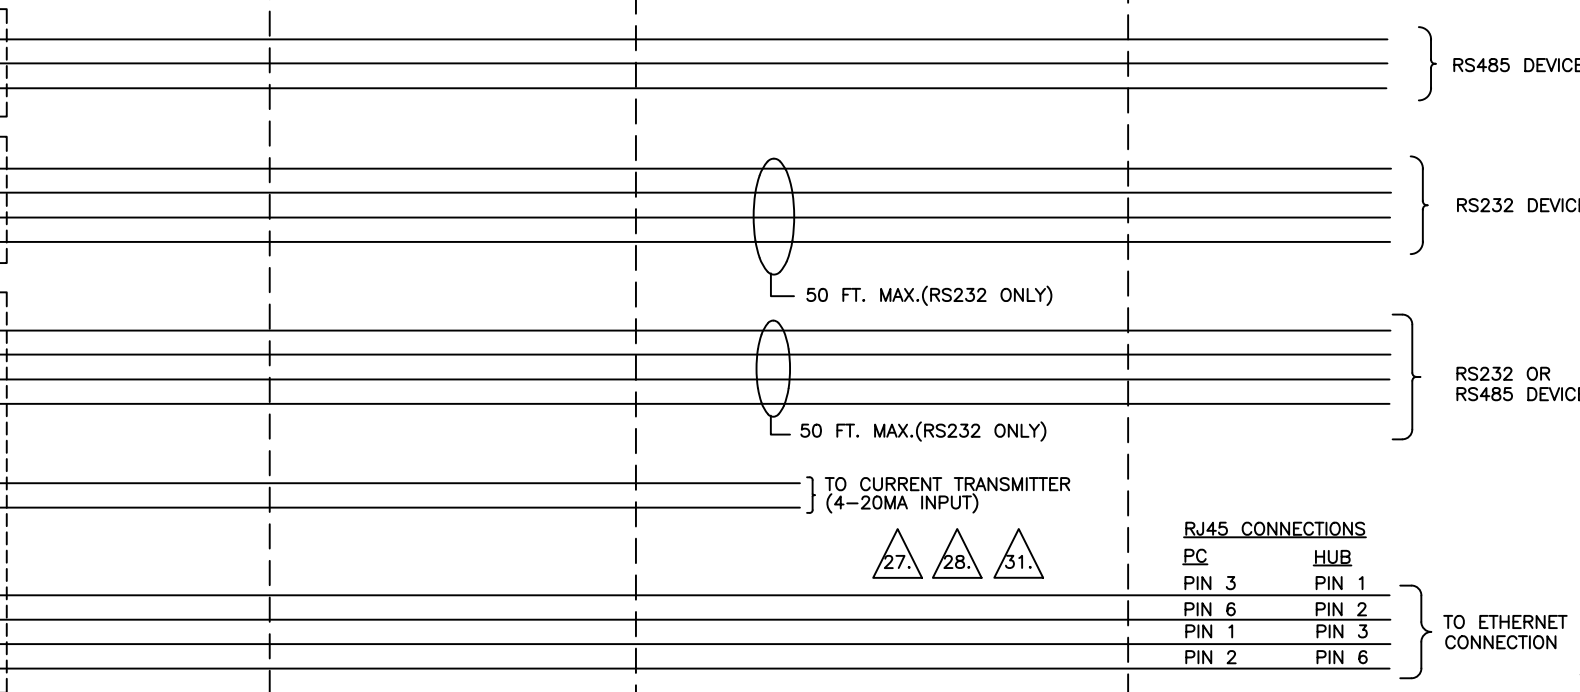 RS485 DEVICE
RS232 DEVICE
50 FT. MAX.(RS232 ONLY)
RS232 OR
RS485 DEVICE
50 FT. MAX.(RS232 ONLY)
TO CURRENT TRANSMITTER
(4-20MA INPUT)
27. 28. 31.
RJ45 CONNECTIONS
PC HUB
PIN 3 PIN 1
PIN 6 PIN 2
PIN 1 PIN 3
PIN 2 PIN 6
TO ETHERNET
CONNECTION